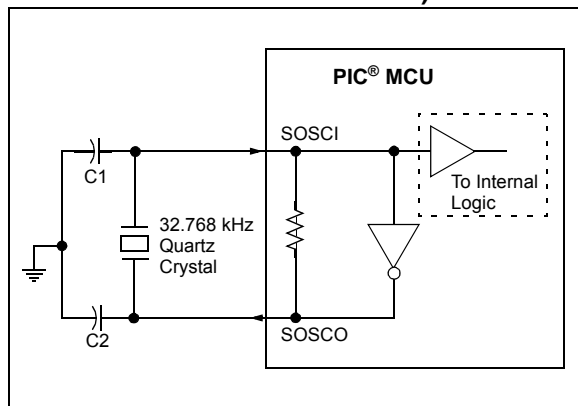 PIC® MCU
SOSCI
C1
To Internal
Logic
32.768 kHz
Quartz
Crystal
SOSCO
C2